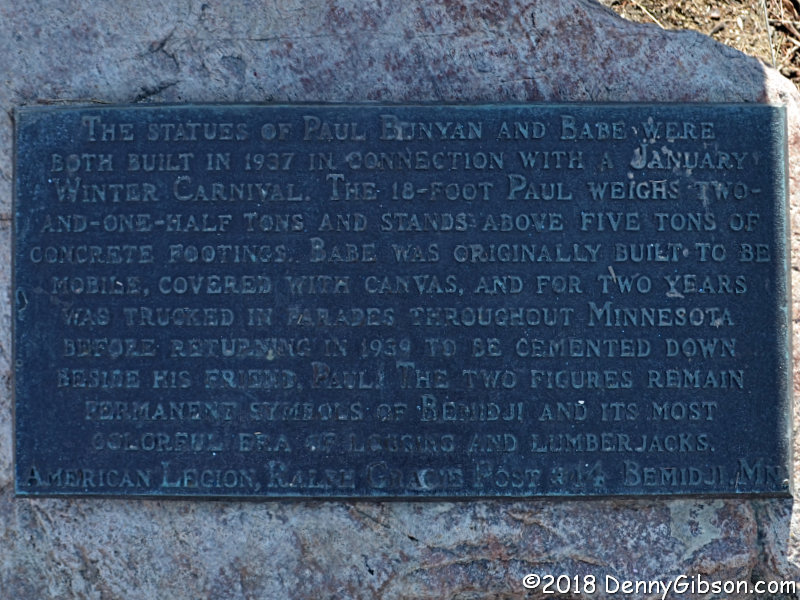 THE STATUES OF PAUL BUNYAN AND BABE WERE
BOTH BUILT IN 1937 IN CONNECTION WITH A JANUARY
WINTER CARNIVAL. THE 18-FOOT PAUL WEIGHS TWO-
AND-ONE-HALF TONS AND STANDS ABOVE FIVE TONS OF
CONCRETE FOOTINGS. BABE WAS ORIGINALLY BUILT TO BE
MOBILE, COVERED WITH CANVAS, AND FOR TWO YEARS
WAS TRUCKED IN PARADES THROUGHOUT MINNESOTA
BEFORE RETURNING IN 1939 TO BE CEMENTED DOWN
BESIDE HIS FRIEND, PAUL. THE TWO FIGURES REMAIN
PERMANENT SYMBOLS OF BEMIDJI AND ITS MOST
COLORFUL ERA OF LOGGING AND LUMBERJACKS.
AMERICAN LEGION, RALPH GRACIE POST BEMIDJI, MN
©2018 DennyGibson.com